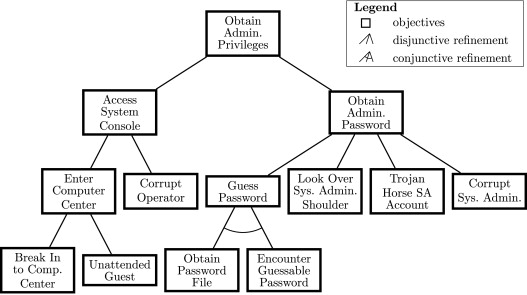 Legend
objectives
disjunctive refinement
conjunctive refinement
Obtain
Admin.
Privileges
Access
System
Console
Obtain
Admin.
Password
Enter
Computer
Center
Corrupt
Operator
Guess
Password
Look Over
Sys. Admin.
Shoulder
Trojan
Horse SA
Account
Corrupt
Sys. Admin.
Break In
to Comp.
Center
Unattended
Guest
Obtain
Password
File
Encounter
Guessable
Password